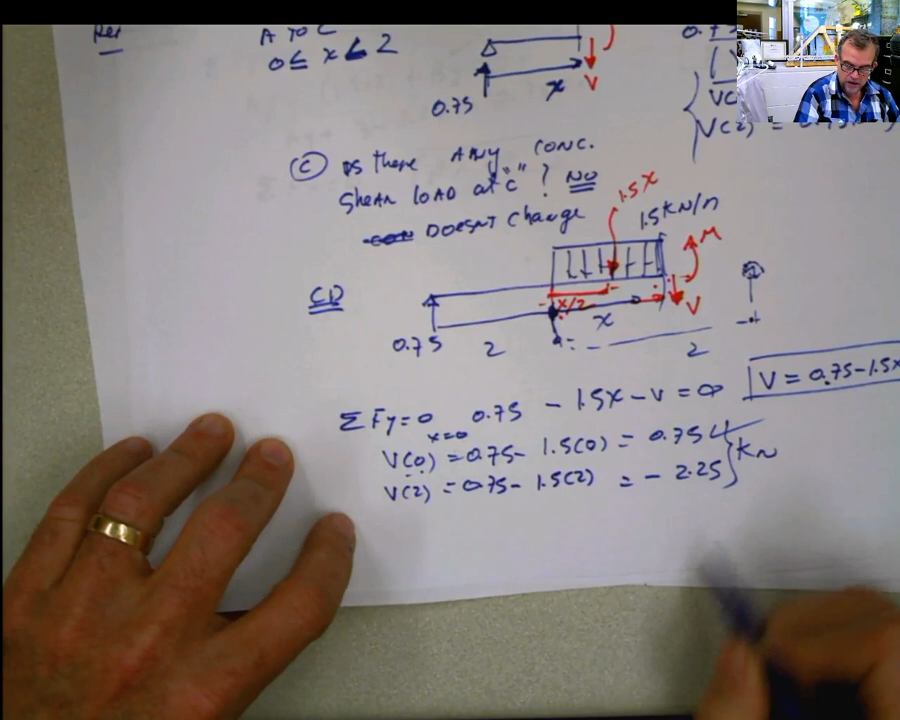 A TO C
0 ≤ x ≤ 2
0.75
x
V
V(2) =
Ⓒ Is there ANY CONC.
SHEAR LOAD at "C" ? NO
DOESNT Change
1.5x
1.5KN/m
M
V
CD
x/2
x
0.75
2
2
ΣFy=0 0.75 - 1.5x - V = 0
V = 0.75-1.5x
x=0
V(0) = 0.75- 1.5(0) = 0.75
V(2) = 0.75- 1.5(2) = - 2.25
KN